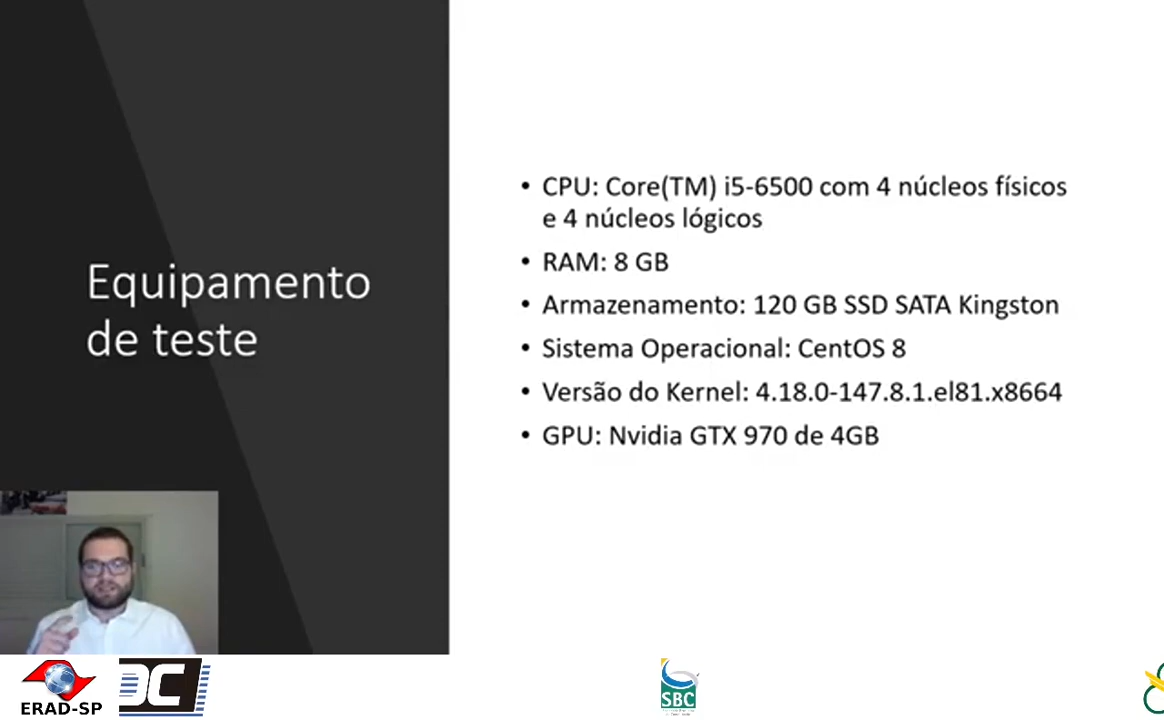 Equipamento
de teste
• CPU: Core(TM) i5-6500 com 4 núcleos físicos
e 4 núcleos lógicos
• RAM: 8 GB
• Armazenamento: 120 GB SSD SATA Kingston
• Sistema Operacional: CentOS 8
• Versão do Kernel: 4.18.0-147.8.1.el81.x8664
• GPU: Nvidia GTX 970 de 4GB
ERAD-SP
DC
SBC